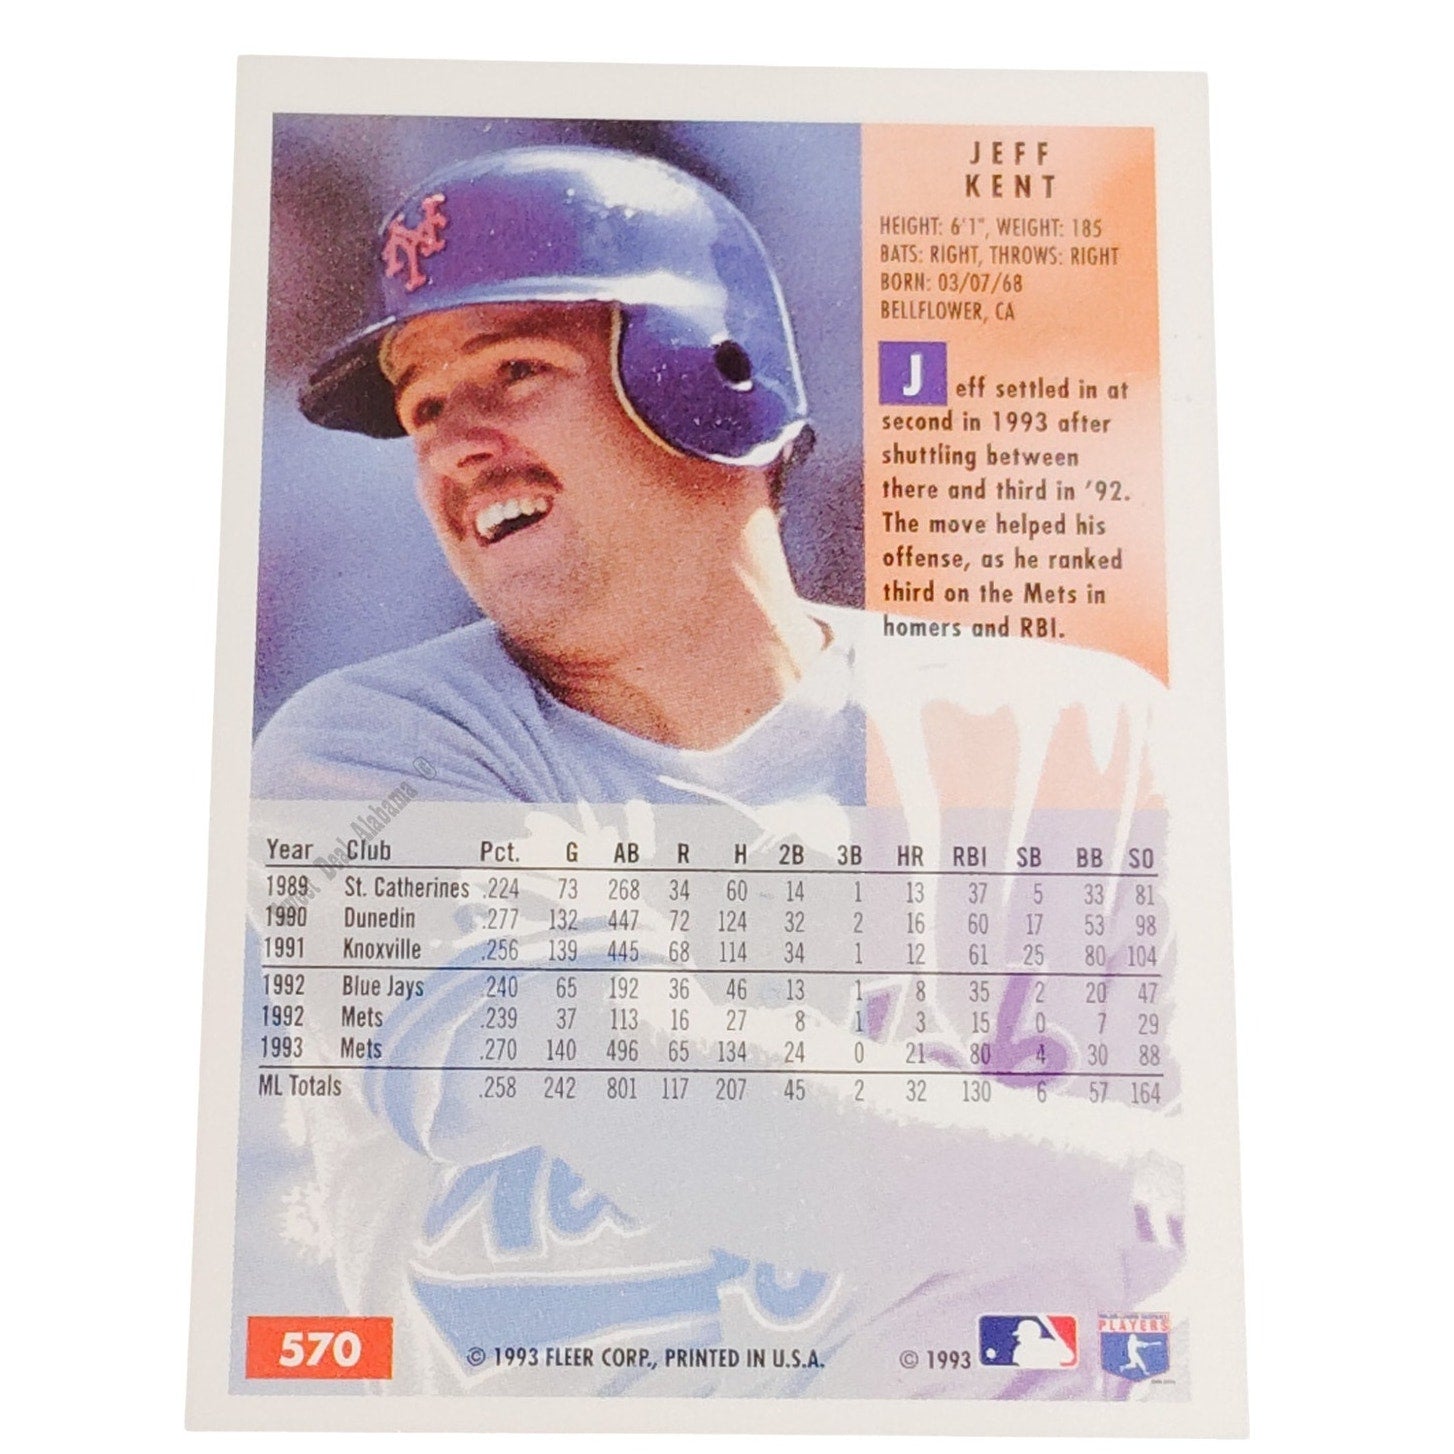 JEFF
KENT
HEIGHT: 6'1", WEIGHT: 185
BATS: RIGHT, THROWS: RIGHT
BORN: 03/07/68
BELLFLOWER, CA
Jeff settled in at
second in 1993 after
shuttling between
there and third in '92.
The move helped his
offense, as he ranked
third on the Mets in
homers and RBI.
Deal Alabama ©
Year Club Pct. G AB R H 2B 3B HR RBI SB BB SO
1989 St. Catherines .224 73 268 34 60 14 1 13 37 5 33 81
1990 Dunedin .277 132 447 72 124 32 2 16 60 17 53 98
1991 Knoxville .256 139 445 68 114 34 1 12 61 25 80 104
1992 Blue Jays .240 65 192 36 46 13 1 8 35 2 20 47
1992 Mets .239 37 113 16 27 8 1 3 15 0 7 29
1993 Mets .270 140 496 65 134 24 0 21 80 4 30 88
ML Totals .258 242 801 117 207 45 2 32 130 6 57 164
570
© 1993 FLEER CORP., PRINTED IN U.S.A.
© 1993
PLAYERS